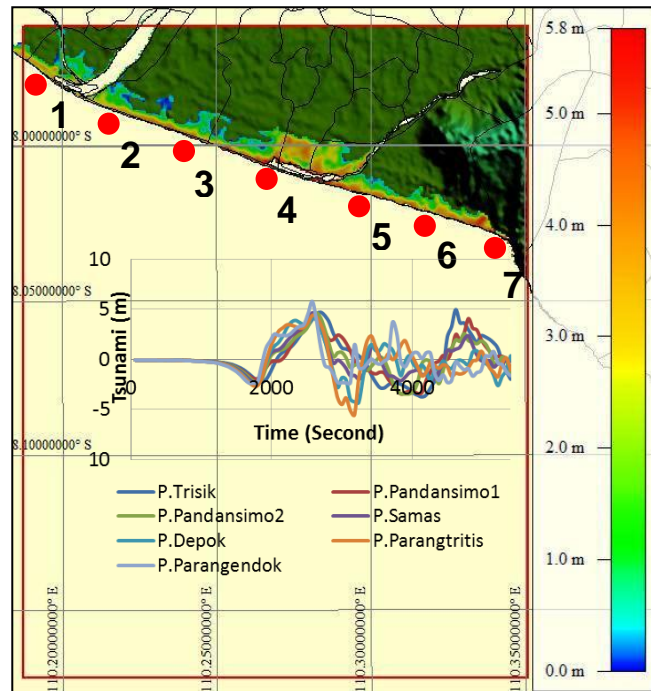 5.8 m
5.0 m
4.0 m
3.0 m
2.0 m
1.0 m
0.0 m
1
2
3
4
5
6
7
8.00000000° S
8.05000000° S
8.10000000° S
10
5
0
-5
10
Tsunami (m)
0
2000
4000
Time (Second)
P.Trisik
P.Pandansimo1
P.Pandansimo2
P.Samas
P.Depok
P.Parangtritis
P.Parangendok
110.20000000° E
110.25000000° E
110.30000000° E
110.35000000° E